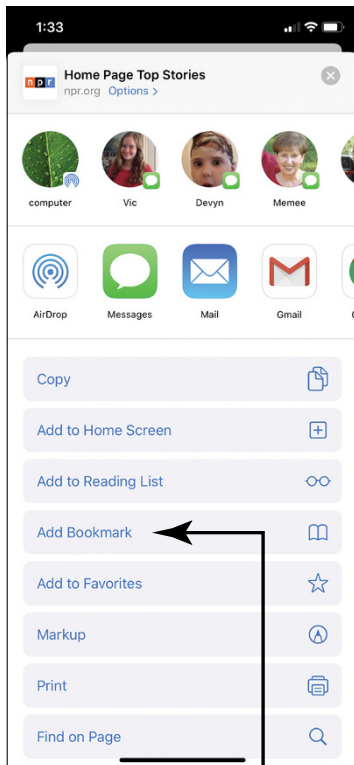 1:33
npr Home Page Top Stories
npr.org Options >
computer Vic Devyn Memee
AirDrop Messages Mail Gmail
Copy
Add to Home Screen
Add to Reading List
Add Bookmark
Add to Favorites
Markup
Print
Find on Page